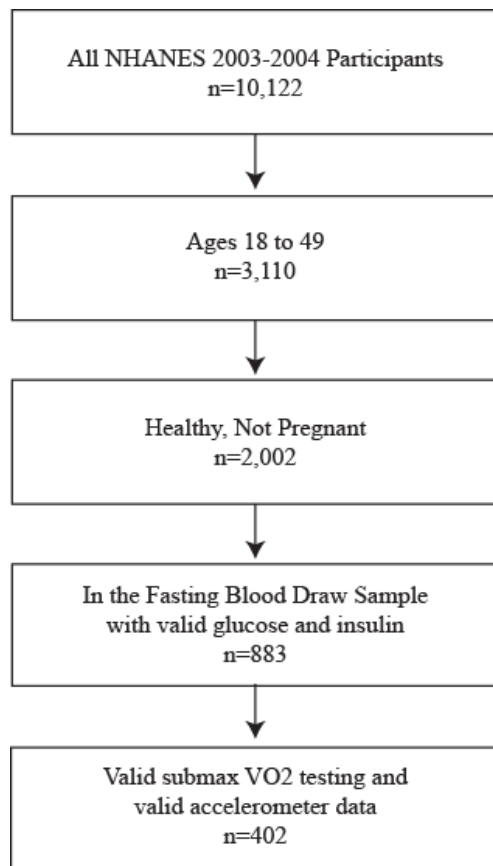 All NHANES 2003-2004 Participants
n=10,122
Ages 18 to 49
n=3,110
Healthy, Not Pregnant
n=2,002
In the Fasting Blood Draw Sample
with valid glucose and insulin
n=883
Valid submax VO2 testing and
valid accelerometer data
n=402